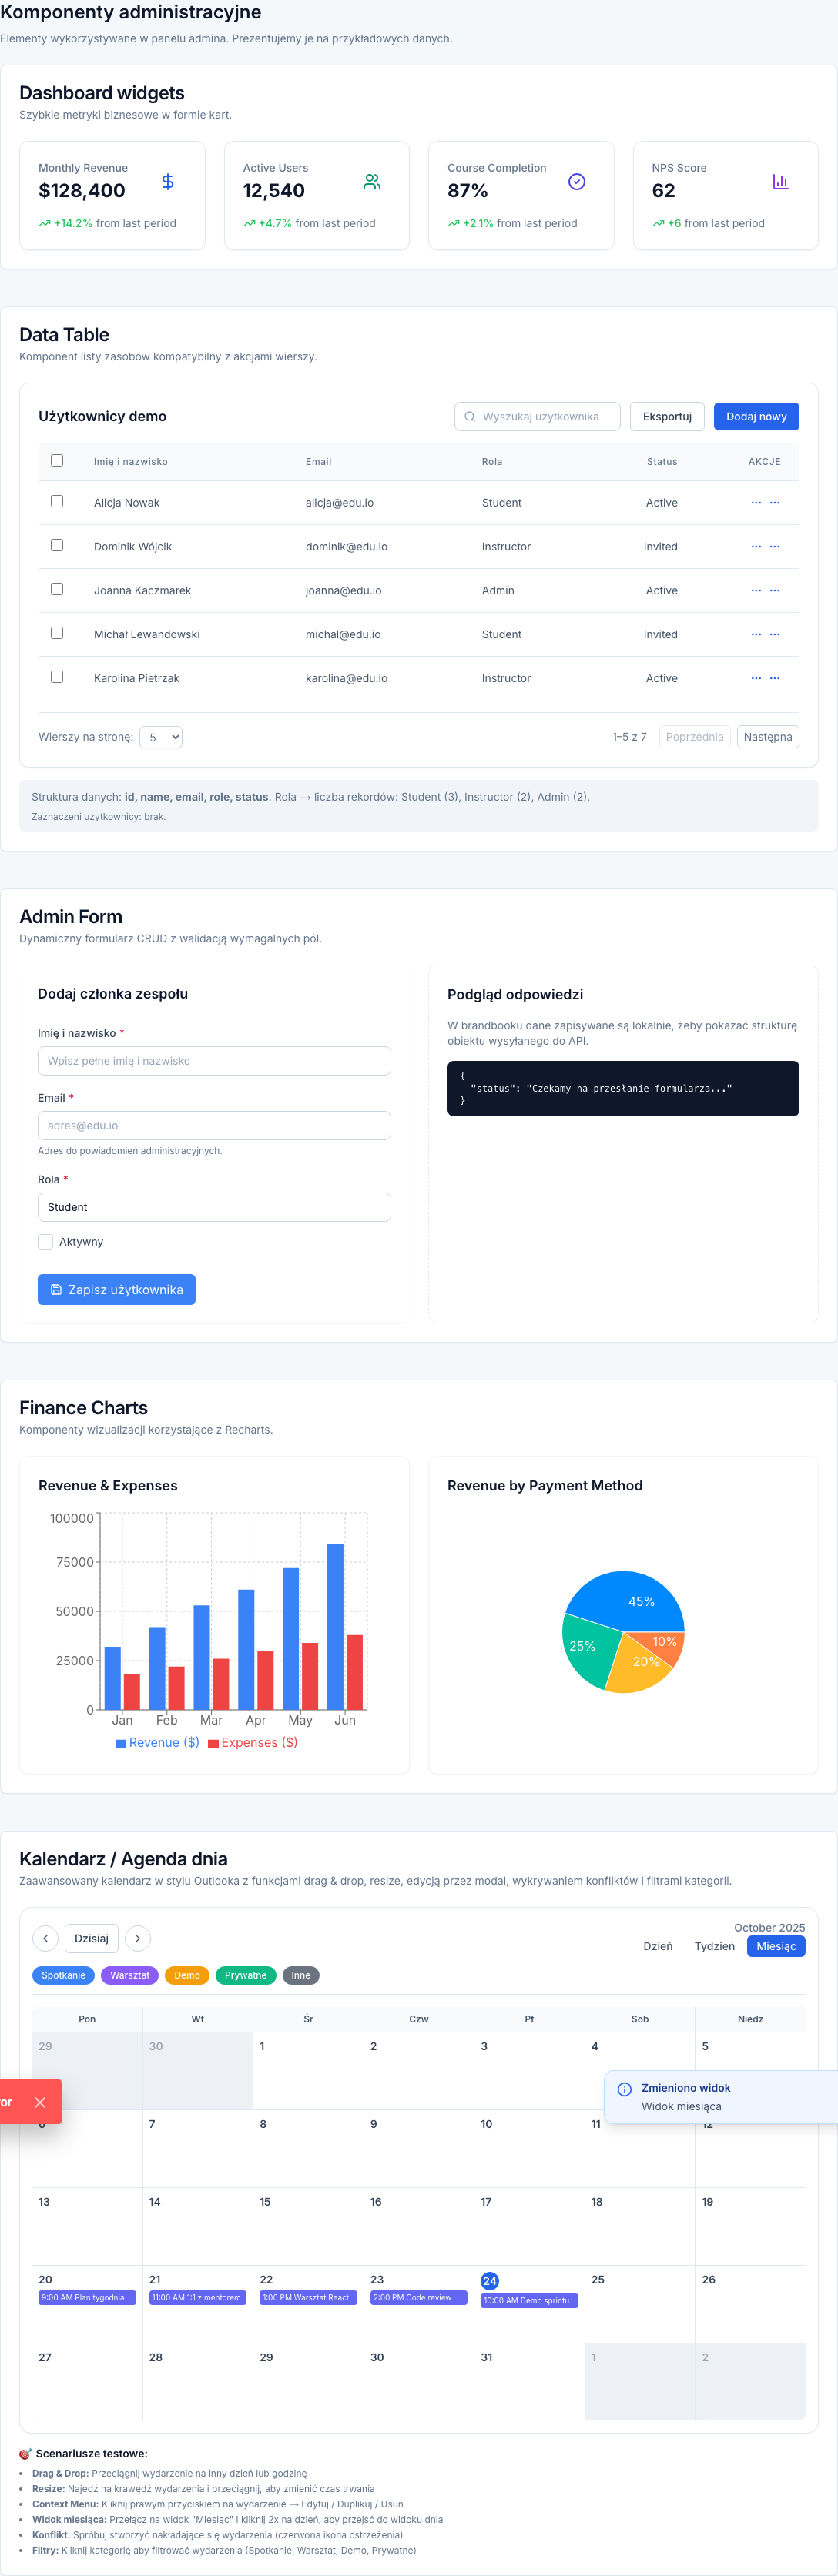 Komponenty administracyjne
Elementy wykorzystywane w panelu admina. Prezentujemy je na przykładowych danych.
Dashboard widgets
Szybkie metryki biznesowe w formie kart.
Monthly Revenue
$128,400
+14.2% from last period
Active Users
12,540
+4.7% from last period
Course Completion
87%
+2.1% from last period
NPS Score
62
+6 from last period
Data Table
Komponent listy zasobów kompatybilny z akcjami wierszy.
Użytkownicy demo
Wyszukaj użytkownika
Eksportuj
Dodaj nowy
Imię i nazwisko Email Rola Status AKCJE
Alicja Nowak alicja@edu.io Student Active
Dominik Wójcik dominik@edu.io Instructor Invited
Joanna Kaczmarek joanna@edu.io Admin Active
Michał Lewandowski michal@edu.io Student Invited
Karolina Pietrzak karolina@edu.io Instructor Active
Wierszy na stronę: 5 1–5 z 7 Poprzednia Następna
Struktura danych: id, name, email, role, status. Rola → liczba rekordów: Student (3), Instructor (2), Admin (2).
Zaznaczeni użytkownicy: brak.
Admin Form
Dynamiczny formularz CRUD z walidacją wymagalnych pól.
Dodaj członka zespołu
Imię i nazwisko *
Wpisz pełne imię i nazwisko
Email *
adres@edu.io
Adres do powiadomień administracyjnych.
Rola *
Student
Aktywny
Zapisz użytkownika
Podgląd odpowiedzi
W brandbooku dane zapisywane są lokalnie, żeby pokazać strukturę
obiektu wysyłanego do API.
{
"status": "Czekamy na przesłanie formularza..."
}
Finance Charts
Komponenty wizualizacji korzystające z Recharts.
Revenue & Expenses
100000
75000
50000
25000
0
Jan Feb Mar Apr May Jun
Revenue ($) Expenses ($)
Revenue by Payment Method
45%
25%
10%
20%
Kalendarz / Agenda dnia
Zaawansowany kalendarz w stylu Outlooka z funkcjami drag & drop, resize, edycją przez modal, wykrywaniem konfliktów i filtrami kategorii.
Dzisiaj
October 2025
Dzień Tydzień Miesiąc
Spotkanie Warsztat Demo Prywatne Inne
Pon Wt Śr Czw Pt Sob Niedz
29 30 1 2 3 4 5
or
Zmieniono widok
Widok miesiąca
6 7 8 9 10 11 12
13 14 15 16 17 18 19
20 21 22 23 24 25 26
9:00 AM Plan tygodnia 11:00 AM 1:1 z mentorem 1:00 PM Warsztat React 2:00 PM Code review 10:00 AM Demo sprintu
27 28 29 30 31 1 2
🎯 Scenariusze testowe:
• Drag & Drop: Przeciągnij wydarzenie na inny dzień lub godzinę
• Resize: Najedź na krawędź wydarzenia i przeciągnij, aby zmienić czas trwania
• Context Menu: Kliknij prawym przyciskiem na wydarzenie → Edytuj / Duplikuj / Usuń
• Widok miesiąca: Przełącz na widok "Miesiąc" i kliknij 2x na dzień, aby przejść do widoku dnia
• Konflikt: Spróbuj stworzyć nakładające się wydarzenia (czerwona ikona ostrzeżenia)
• Filtry: Kliknij kategorię aby filtrować wydarzenia (Spotkanie, Warsztat, Demo, Prywatne)